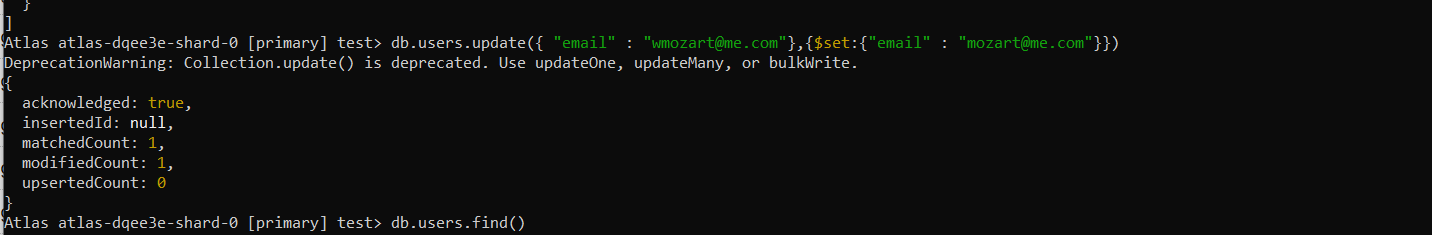 }
]
Atlas atlas-dqee3e-shard-0 [primary] test> db.users.update({ "email" : "wmozart@me.com"},{$set:{"email" : "mozart@me.com"}})
DeprecationWarning: Collection.update() is deprecated. Use updateOne, updateMany, or bulkWrite.
{
  acknowledged: true,
  insertedId: null,
  matchedCount: 1,
  modifiedCount: 1,
  upsertedCount: 0
}
Atlas atlas-dqee3e-shard-0 [primary] test> db.users.find()